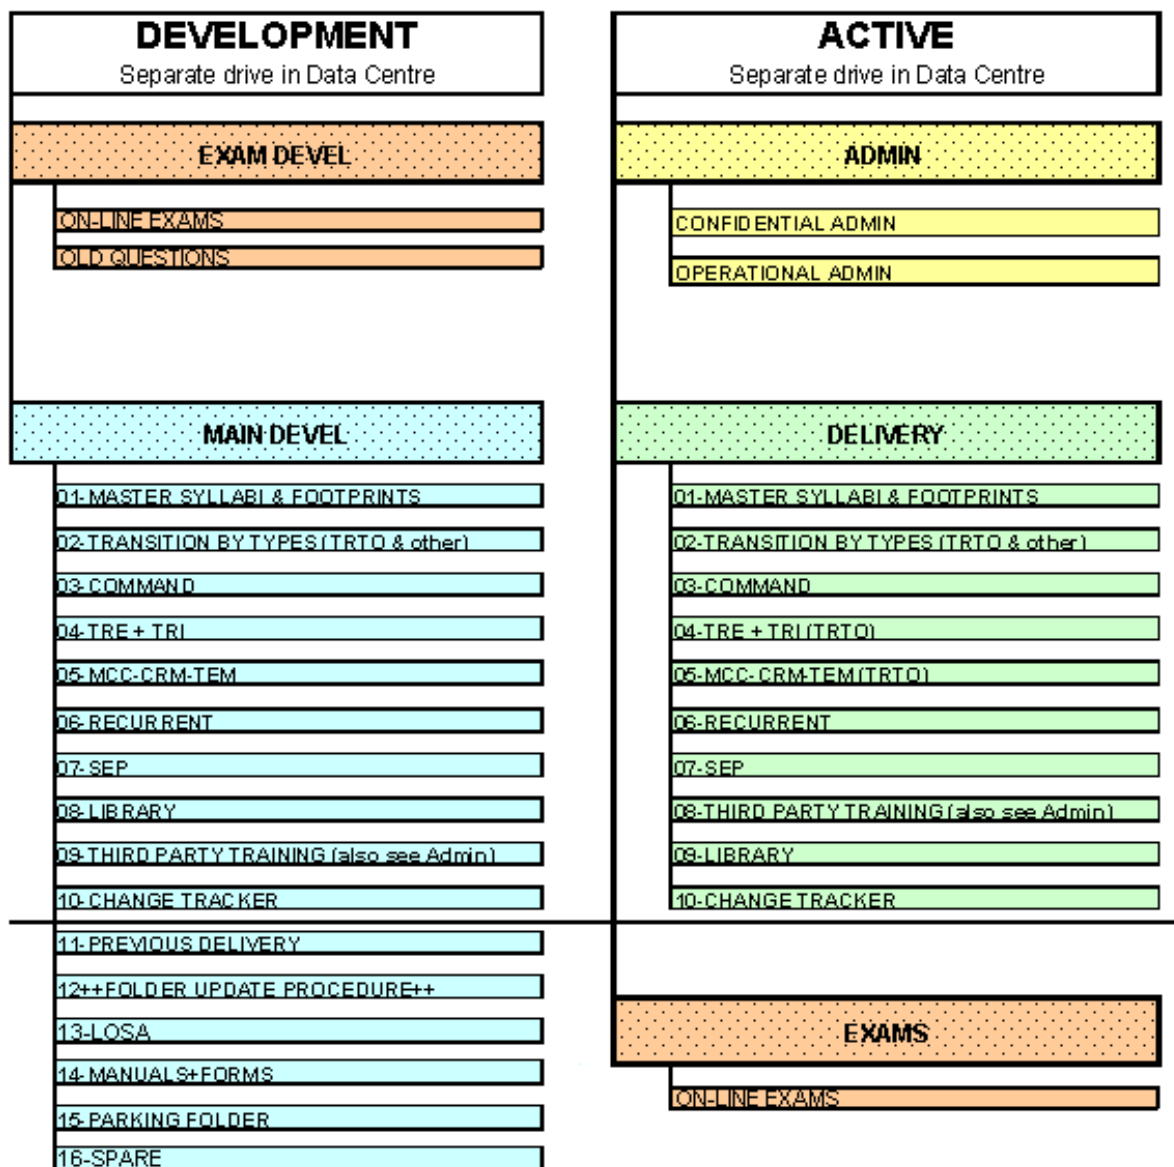 DEVELOPMENT
Separate drive in Data Centre
EXAM DEVEL
ON-LINE EXAMS
OLD QUESTIONS
MAIN DEVEL
01-MASTER SYLLABI & FOOTPRINTS
02-TRANSITION BY TYPES (TRTO & other)
03-COMMAND
04-TRE + TRI
05-MCC-CRM-TEM
06-RECURRENT
07-SEP
08-LIBRARY
09-THIRD PARTY TRAINING (also see Admin)
10-CHANGE TRACKER
11-PREVIOUS DELIVERY
12++FOLDER UPDATE PROCEDURE++
13-LOSA
14-MANUALS+FORMS
15-PARKING FOLDER
16-SPARE
ACTIVE
Separate drive in Data Centre
ADMIN
CONFIDENTIAL ADMIN
OPERATIONAL ADMIN
DELIVERY
01-MASTER SYLLABI & FOOTPRINTS
02-TRANSITION BY TYPES (TRTO & other)
03-COMMAND
04-TRE + TRI (TRTO)
05-MCC-CRM-TEM (TRTO)
06-RECURRENT
07-SEP
08-THIRD PARTY TRAINING (also see Admin)
09-LIBRARY
10-CHANGE TRACKER
EXAMS
ON-LINE EXAMS